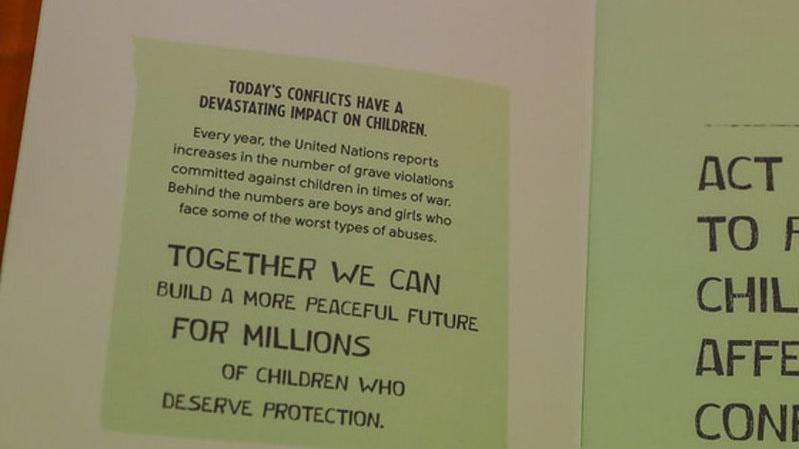 TODAY'S CONFLICTS HAVE A
DEVASTATING IMPACT ON CHILDREN.
Every year, the United Nations reports
increases in the number of grave violations
committed against children in times of war.
Behind the numbers are boys and girls who
face some of the worst types of abuses.
TOGETHER WE CAN
BUILD A MORE PEACEFUL FUTURE
FOR MILLIONS
OF CHILDREN WHO
DESERVE PROTECTION.
ACT
TO
CHIL
AFFE
CONF